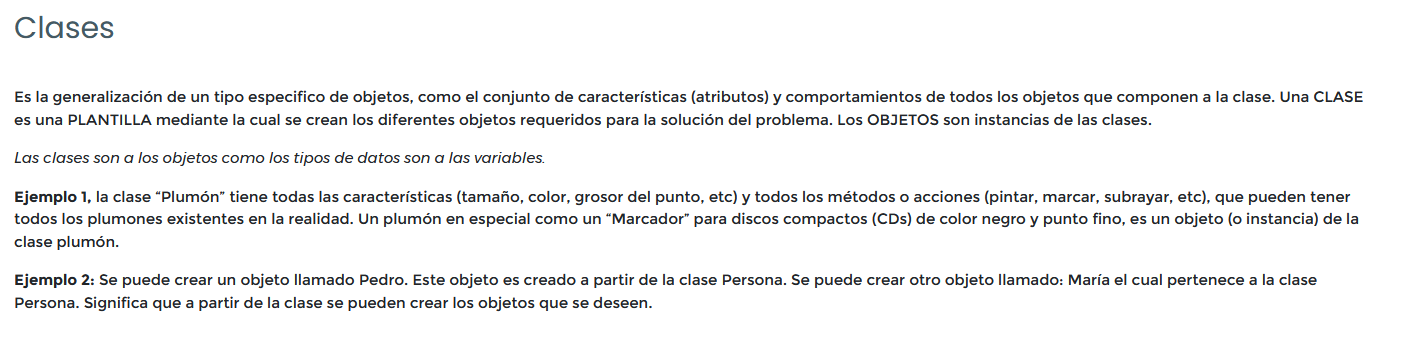 Clases
Es la generalización de un tipo especifico de objetos, como el conjunto de características (atributos) y comportamientos de todos los objetos que componen a la clase. Una CLASE
es una PLANTILLA mediante la cual se crean los diferentes objetos requeridos para la solución del problema. Los OBJETOS son instancias de las clases.
Las clases son a los objetos como los tipos de datos son a las variables.
Ejemplo 1, la clase “Plumón” tiene todas las características (tamaño, color, grosor del punto, etc) y todos los métodos o acciones (pintar, marcar, subrayar, etc), que pueden tener
todos los plumones existentes en la realidad. Un plumón en especial como un “Marcador” para discos compactos (CDs) de color negro y punto fino, es un objeto (o instancia) de la
clase plumón.
Ejemplo 2: Se puede crear un objeto llamado Pedro. Este objeto es creado a partir de la clase Persona. Se puede crear otro objeto llamado: María el cual pertenece a la clase
Persona. Significa que a partir de la clase se pueden crear los objetos que se deseen.